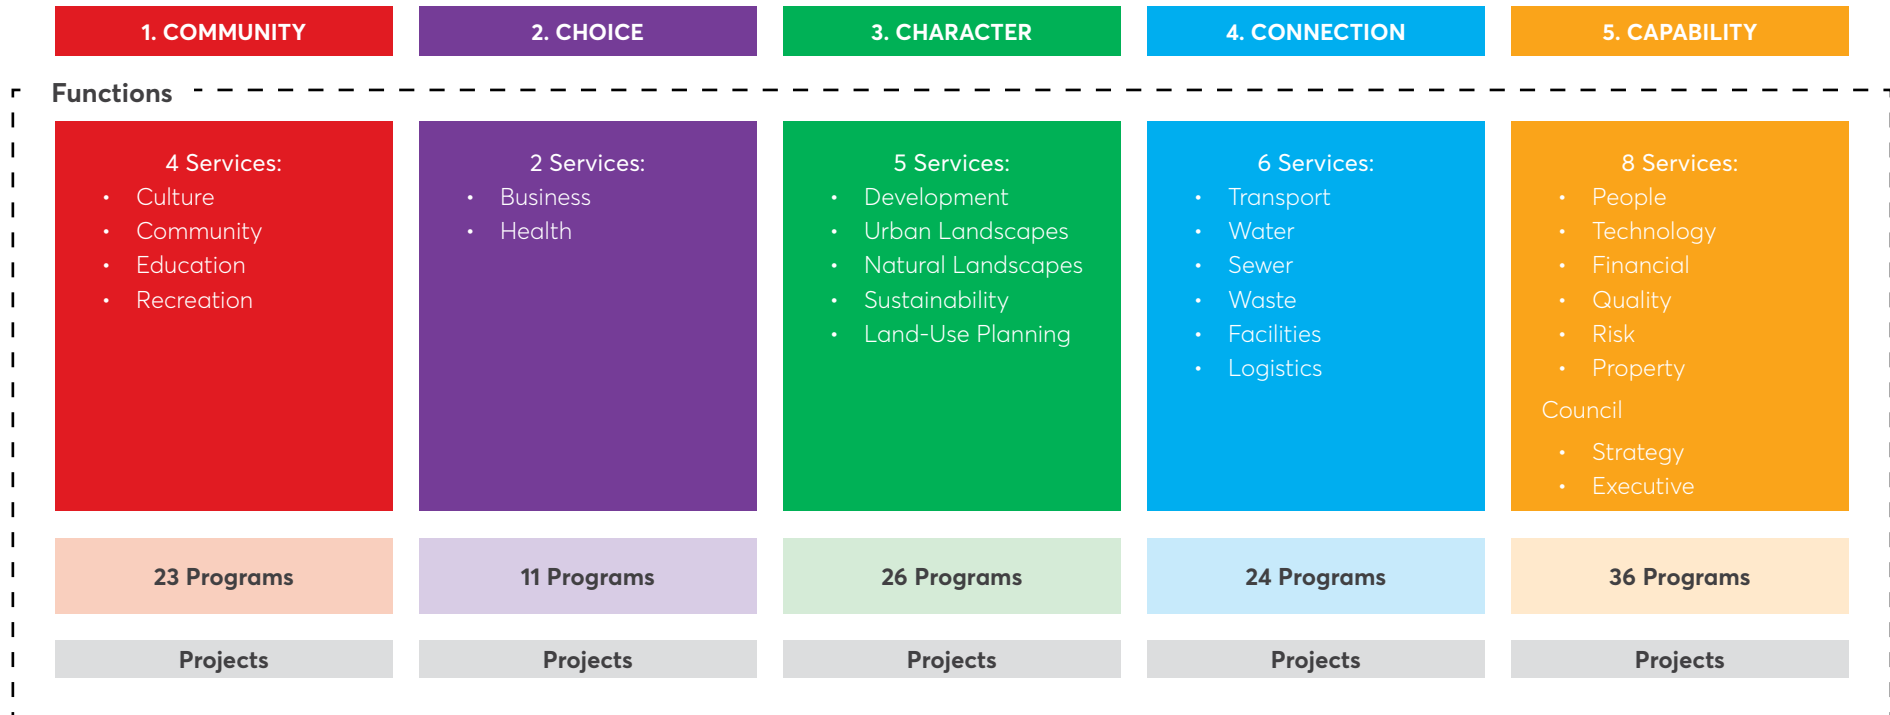 1. COMMUNITY
2. CHOICE
3. CHARACTER
4. CONNECTION
5. CAPABILITY
Functions
4 Services:
• Culture
• Community
• Education
• Recreation
2 Services:
• Business
• Health
5 Services:
• Development
• Urban Landscapes
• Natural Landscapes
• Sustainability
• Land-Use Planning
6 Services:
• Transport
• Water
• Sewer
• Waste
• Facilities
• Logistics
8 Services:
• People
• Technology
• Financial
• Quality
• Risk
• Property
Council
• Strategy
• Executive
23 Programs
11 Programs
26 Programs
24 Programs
36 Programs
Projects
Projects
Projects
Projects
Projects